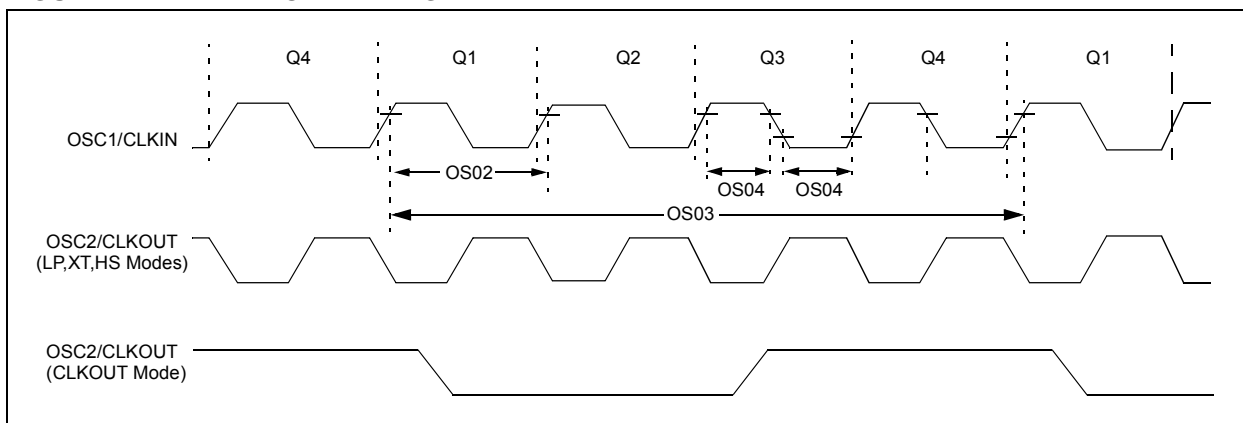 Q4 Q1 Q2 Q3 Q4 Q1
OSC1/CLKIN
OS02
OS04 OS04
OS03
OSC2/CLKOUT
(LP,XT,HS Modes)
OSC2/CLKOUT
(CLKOUT Mode)